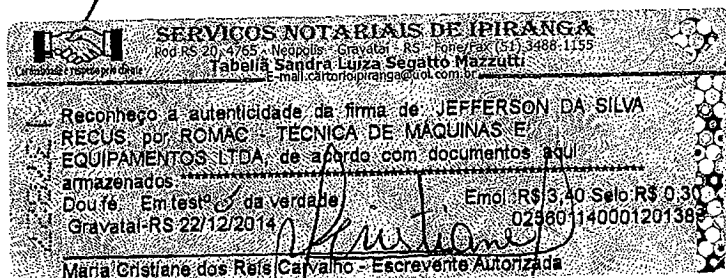 SERVIÇOS NOTARIAIS DE IPIRANGA
Rod RS 20, 4765 - Neópolis - Gravataí - RS - Fone/Fax (51) 3488-1155
Tabeliã Sandra Luiza Segatto Mazzutti
E-mail:cartorioipiranga@uol.com.br
Reconheço a autenticidade da firma de: JEFFERSON DA SILVA
RECUS, por ROMAC - TÉCNICA DE MÁQUINAS E
EQUIPAMENTOS LTDA, de acordo com documentos aqui
armazenados.
Dou fé Em testº da verdade Emol :R$ 3,40 Selo:R$ 0,30
Gravataí-RS 22/12/2014
Maria Cristiane dos Reis Carvalho - Escrevente Autorizada